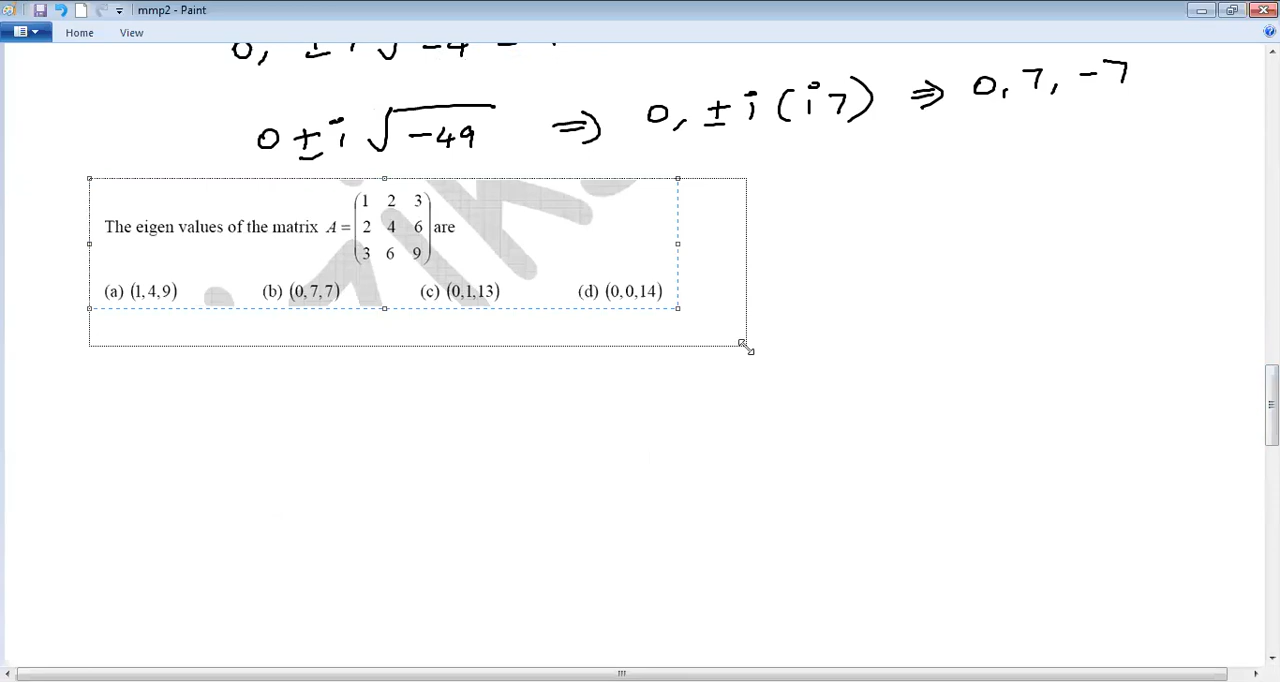 mmp2 - Paint
Home View
0 ± i √-49 ⇒ 0, ± i (i 7) ⇒ 0, 7, -7
The eigen values of the matrix A = (1 2 3
2 4 6
3 6 9) are
(a) (1,4,9) (b) (0,7,7) (c) (0,1,13) (d) (0,0,14)